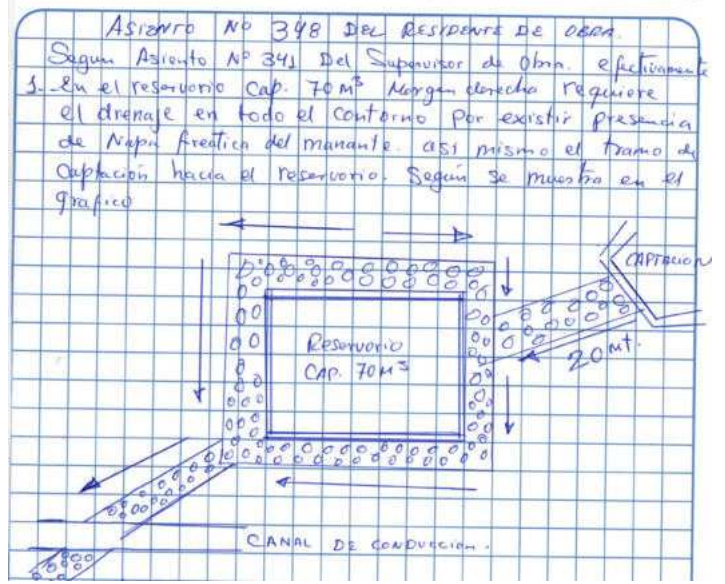 ASIENTO Nº 348 DEL RESIDENTE DE OBRA.
Segun Asiento Nº 341 Del Supervisor de Obra. efectivamente
1.- En el reservorio Cap. 70 M³ Margen derecha requiere
el drenaje en todo el contorno por existir presencia
de Napa freatica del manante. asi mismo el tramo de
Captación hacia el reservorio. Según se muestra en el
grafico
CAPTACION
Reservorio
CAP. 70 M³
20 mt.
CANAL DE CONDUCCION.